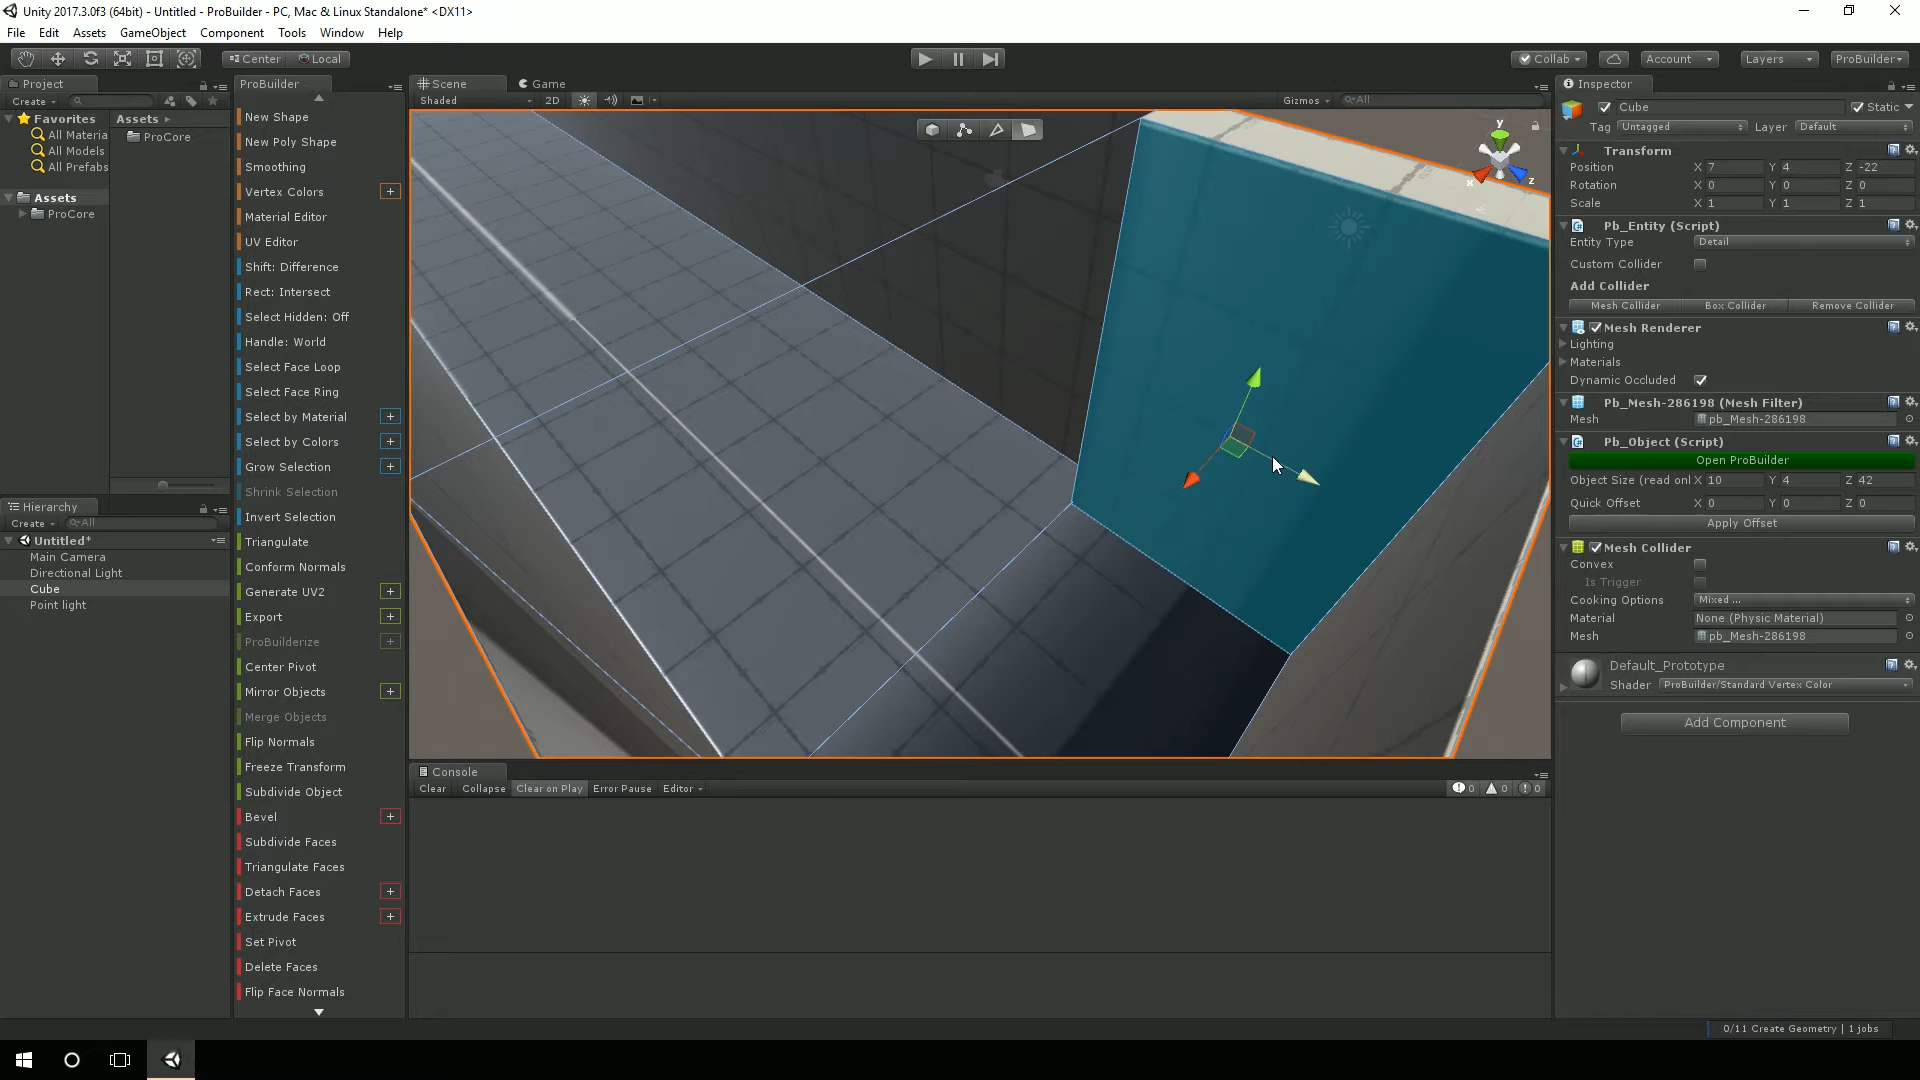 Unity 2017.3.0f3 (64bit) - Untitled - ProBuilder - PC, Mac & Linux Standalone* <DX11>
File Edit Assets GameObject Component Tools Window Help
Center Local
Collab Account Layers ProBuilder
Project
Create
Favorites
All Materia
All Models
All Prefabs
Assets
ProCore
Assets
ProCore
Hierarchy
Create All
Untitled*
Main Camera
Directional Light
Cube
Point light
ProBuilder
New Shape
New Poly Shape
Smoothing
Vertex Colors +
Material Editor
UV Editor
Shift: Difference
Rect: Intersect
Select Hidden: Off
Handle: World
Select Face Loop
Select Face Ring
Select by Material +
Select by Colors +
Grow Selection +
Shrink Selection
Invert Selection
Triangulate
Conform Normals
Generate UV2 +
Export +
ProBuilderize +
Center Pivot
Mirror Objects +
Merge Objects
Flip Normals
Freeze Transform
Subdivide Object
Bevel +
Subdivide Faces
Triangulate Faces
Detach Faces +
Extrude Faces +
Set Pivot
Delete Faces
Flip Face Normals
Scene Game
Shaded 2D Gizmos All
y
x z
Console
Clear Collapse Clear on Play Error Pause Editor 0 0 0
Inspector
Cube Static
Tag Untagged Layer Default
Transform
Position X 7 Y 4 Z -22
Rotation X 0 Y 0 Z 0
Scale X 1 Y 1 Z 1
Pb_Entity (Script)
Entity Type Detail
Custom Collider
Add Collider
Mesh Collider Box Collider Remove Collider
Mesh Renderer
Lighting
Materials
Dynamic Occluded
Pb_Mesh-286198 (Mesh Filter)
Mesh pb_Mesh-286198
Pb_Object (Script)
Open ProBuilder
Object Size (read onl X 10 Y 4 Z 42
Quick Offset X 0 Y 0 Z 0
Apply Offset
Mesh Collider
Convex
Is Trigger
Cooking Options Mixed ...
Material None (Physic Material)
Mesh pb_Mesh-286198
Default_Prototype
Shader ProBuilder/Standard Vertex Color
Add Component
0/11 Create Geometry | 1 jobs